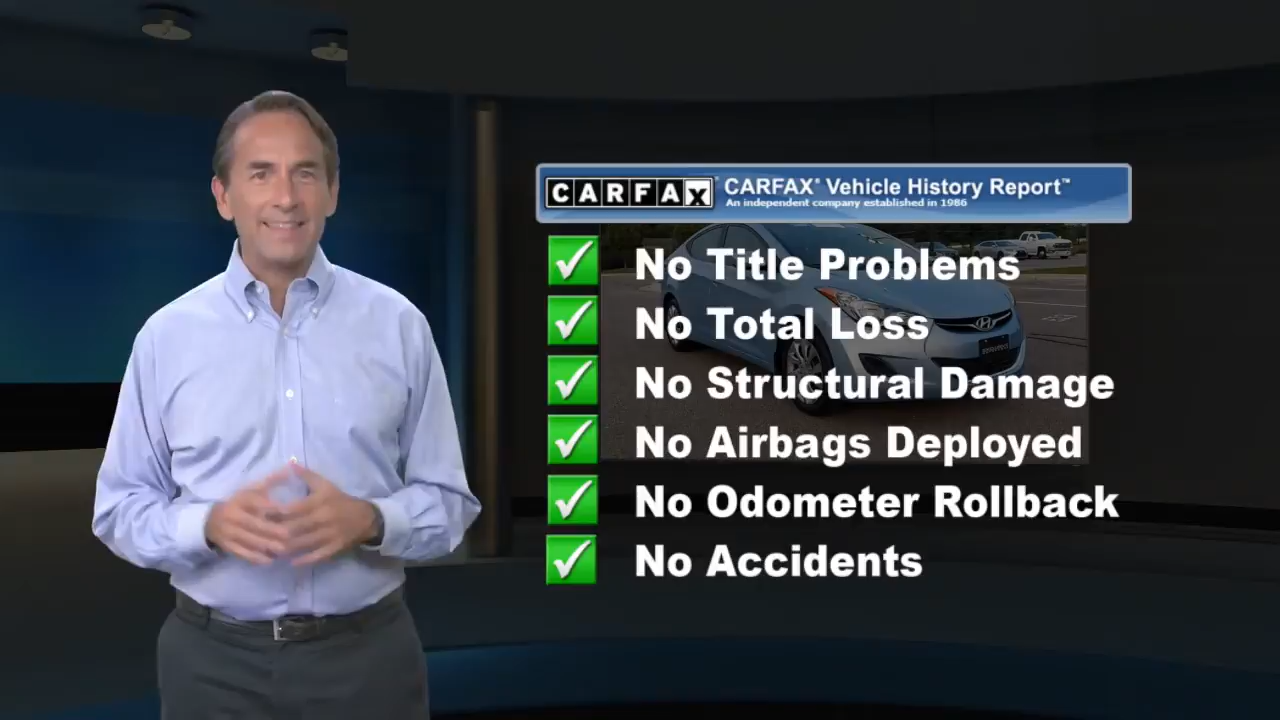 CARFAX
CARFAX® Vehicle History Report™
An independent company established in 1986
No Title Problems
No Total Loss
No Structural Damage
No Airbags Deployed
No Odometer Rollback
No Accidents